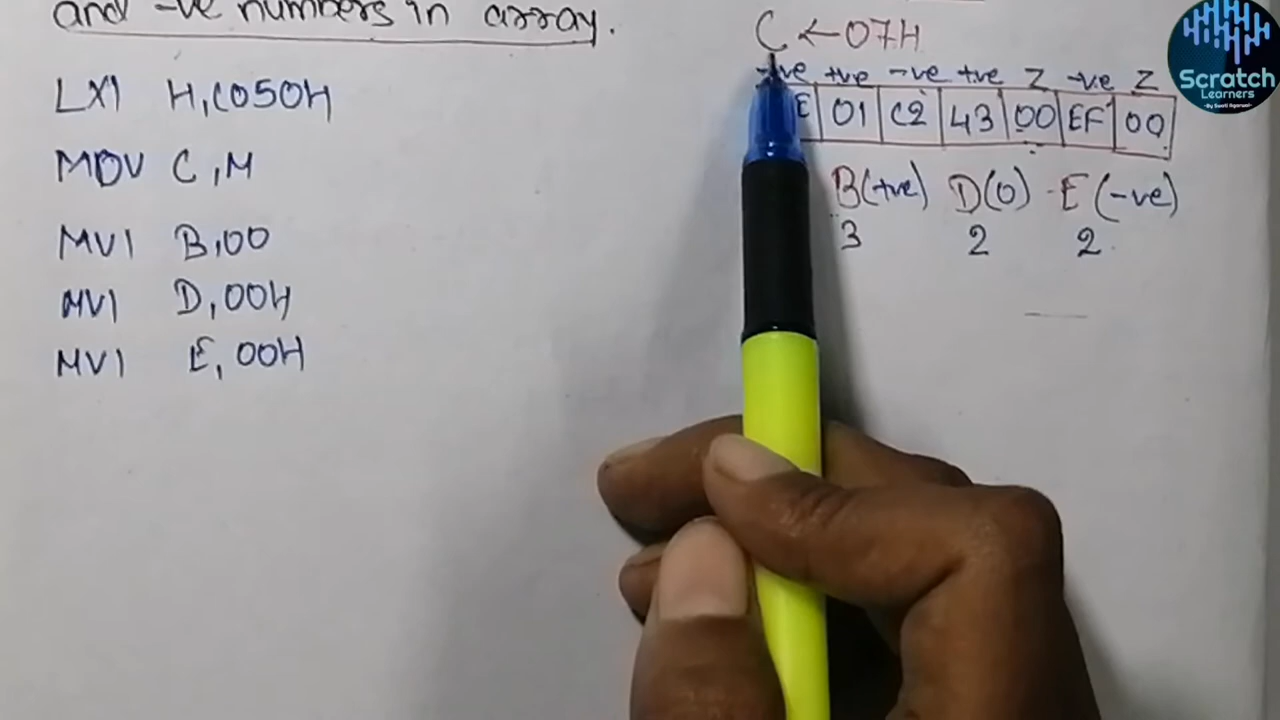 and -ve numbers in array.
LXI H,C050H
MOV C,M
MVI B,00
MVI D,00H
MVI E,00H
C ←07H
+ve -ve +ve Z -ve Z
E 01 C2 43 00 EF 00
B(+ve) D(0) E(-ve)
3 2 2
Scratch
Learners